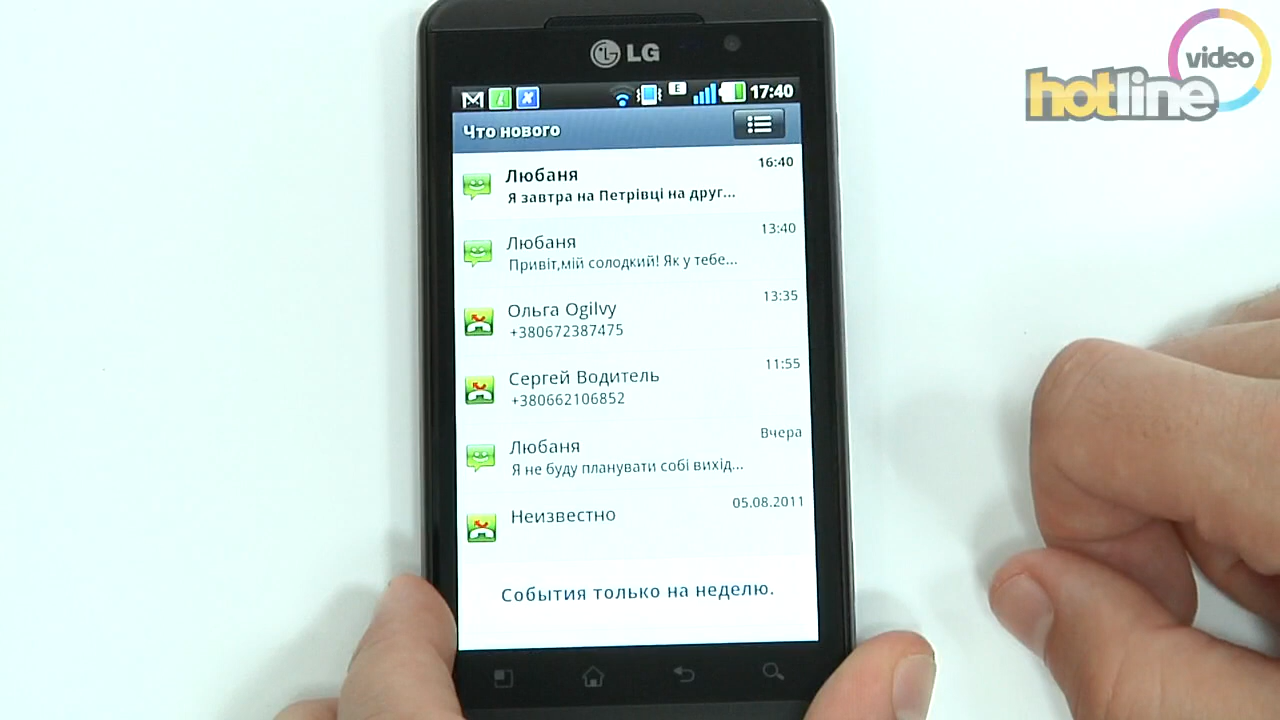 LG
video
hotline
E 17:40
Что нового
Любаня 16:40
Я завтра на Петрівці на друг...
Любаня 13:40
Привіт,мій солодкий! Як у тебе...
Ольга Ogilvy 13:35
+380672387475
Сергей Водитель 11:55
+380662106852
Любаня Вчера
Я не буду планувати собі вихід...
Неизвестно 05.08.2011
События только на неделю.